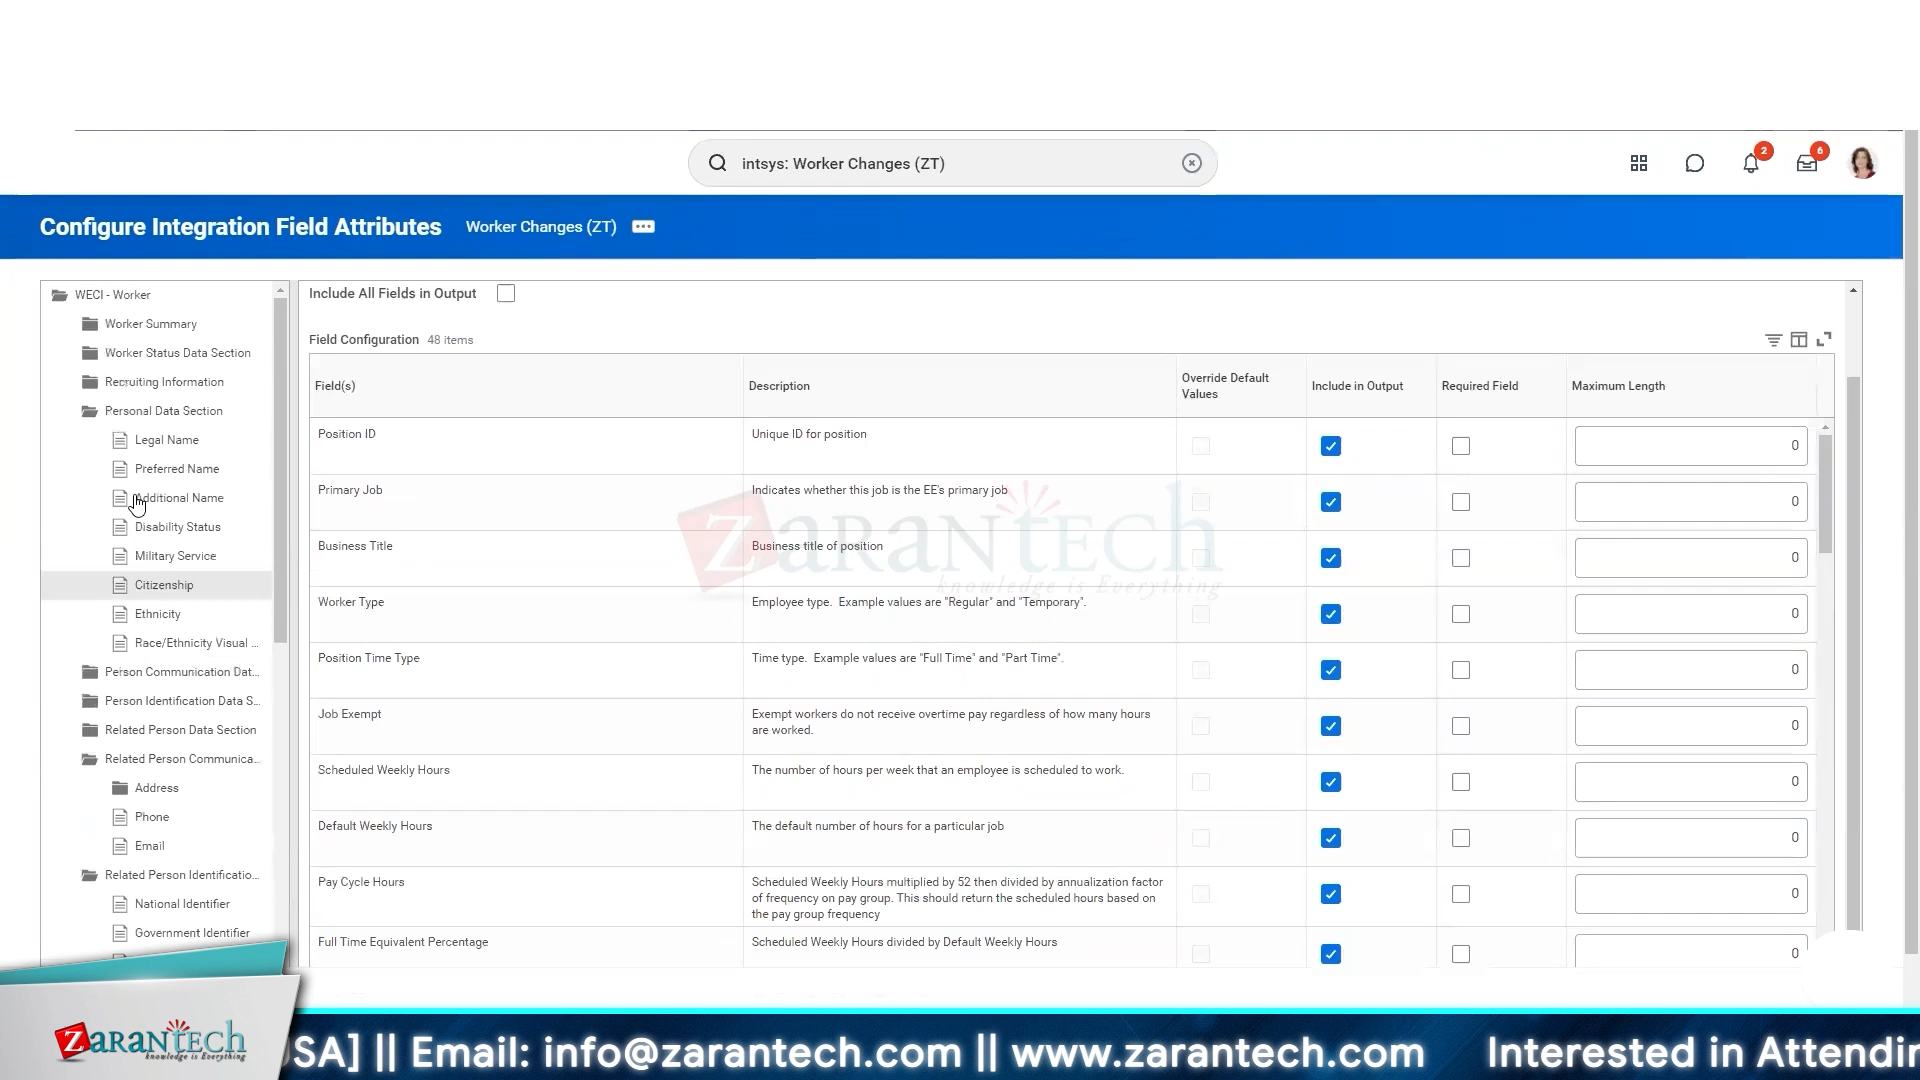 intsys: Worker Changes (ZT)
2
6
Configure Integration Field Attributes
Worker Changes (ZT)
WECI - Worker
Worker Summary
Worker Status Data Section
Recruiting Information
Personal Data Section
Legal Name
Preferred Name
Additional Name
Disability Status
Military Service
Citizenship
Ethnicity
Race/Ethnicity Visual ...
Person Communication Dat...
Person Identification Data S...
Related Person Data Section
Related Person Communica...
Address
Phone
Email
Related Person Identificatio...
National Identifier
Government Identifier
Include All Fields in Output
Field Configuration 48 items
Field(s) Description Override Default Values Include in Output Required Field Maximum Length
Position ID Unique ID for position 0
Primary Job Indicates whether this job is the EE's primary job 0
Business Title Business title of position 0
Worker Type Employee type. Example values are "Regular" and "Temporary". 0
Position Time Type Time type. Example values are "Full Time" and "Part Time". 0
Job Exempt Exempt workers do not receive overtime pay regardless of how many hours
are worked. 0
Scheduled Weekly Hours The number of hours per week that an employee is scheduled to work. 0
Default Weekly Hours The default number of hours for a particular job 0
Pay Cycle Hours Scheduled Weekly Hours multiplied by 52 then divided by annualization factor
of frequency on pay group. This should return the scheduled hours based on
the pay group frequency 0
Full Time Equivalent Percentage Scheduled Weekly Hours divided by Default Weekly Hours 0
ZaranTech
knowledge is Everything
ZaranTech
knowledge is Everything
SA] || Email: info@zarantech.com || www.zarantech.com Interested in Attendin